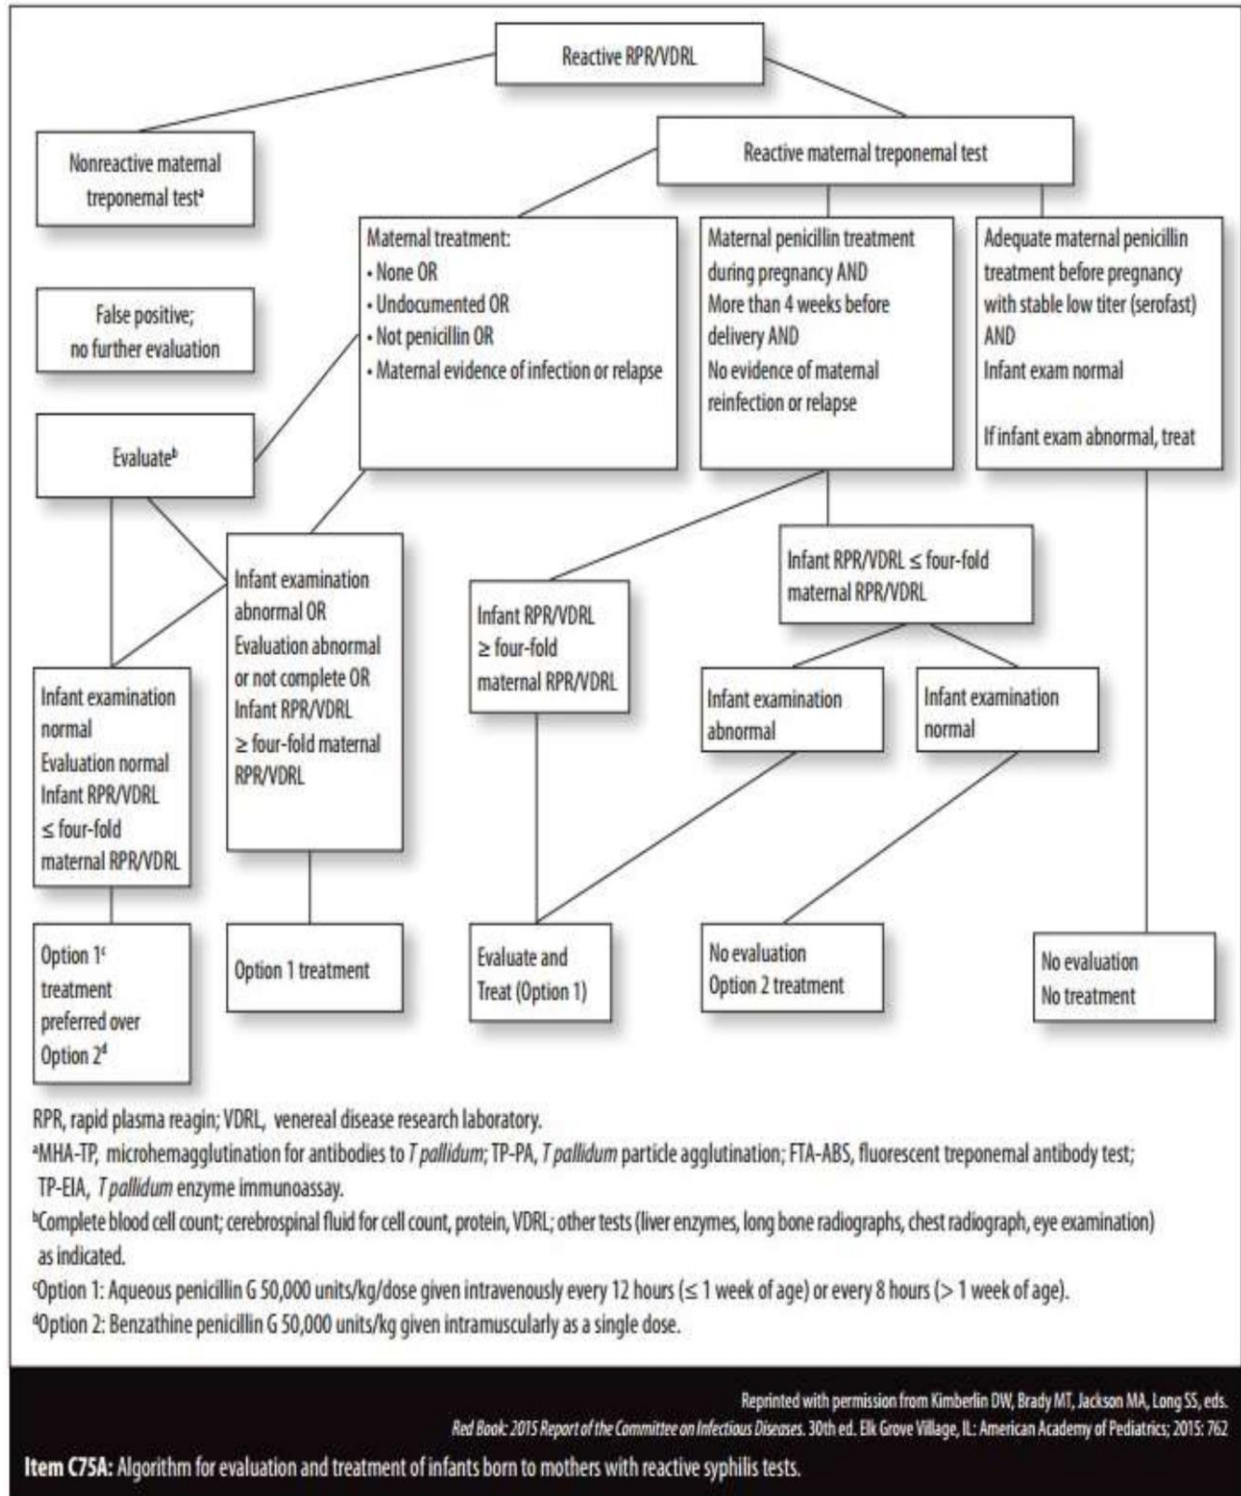 Reactive RPR/VDRL
Nonreactive maternal
treponemal testᵃ
Reactive maternal treponemal test
False positive;
no further evaluation
Maternal treatment:
• None OR
• Undocumented OR
• Not penicillin OR
• Maternal evidence of infection or relapse
Maternal penicillin treatment
during pregnancy AND
More than 4 weeks before
delivery AND
No evidence of maternal
reinfection or relapse
Adequate maternal penicillin
treatment before pregnancy
with stable low titer (serofast)
AND
Infant exam normal
If infant exam abnormal, treat
Evaluateᵇ
Infant examination
abnormal OR
Evaluation abnormal
or not complete OR
Infant RPR/VDRL
≥ four-fold maternal
RPR/VDRL
Infant RPR/VDRL
≥ four-fold
maternal RPR/VDRL
Infant RPR/VDRL ≤ four-fold
maternal RPR/VDRL
Infant examination
normal
Evaluation normal
Infant RPR/VDRL
≤ four-fold
maternal RPR/VDRL
Infant examination
abnormal
Infant examination
normal
Option 1ᶜ
treatment
preferred over
Option 2ᵈ
Option 1 treatment
Evaluate and
Treat (Option 1)
No evaluation
Option 2 treatment
No evaluation
No treatment
RPR, rapid plasma reagin; VDRL, venereal disease research laboratory.
ᵃMHA-TP, microhemagglutination for antibodies to T pallidum; TP-PA, T pallidum particle agglutination; FTA-ABS, fluorescent treponemal antibody test;
TP-EIA, T pallidum enzyme immunoassay.
ᵇComplete blood cell count; cerebrospinal fluid for cell count, protein, VDRL; other tests (liver enzymes, long bone radiographs, chest radiograph, eye examination)
as indicated.
ᶜOption 1: Aqueous penicillin G 50,000 units/kg/dose given intravenously every 12 hours (≤ 1 week of age) or every 8 hours (> 1 week of age).
ᵈOption 2: Benzathine penicillin G 50,000 units/kg given intramuscularly as a single dose.
Reprinted with permission from Kimberlin DW, Brady MT, Jackson MA, Long SS, eds.
Red Book: 2015 Report of the Committee on Infectious Diseases. 30th ed. Elk Grove Village, IL: American Academy of Pediatrics; 2015: 762
Item C75A: Algorithm for evaluation and treatment of infants born to mothers with reactive syphilis tests.